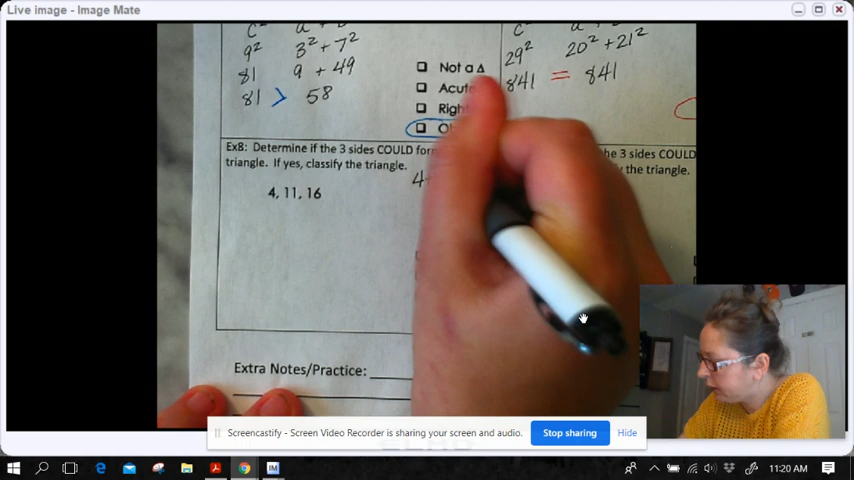 Live image - Image Mate
9² 3² + 7²
81 9 + 49
81 > 58
Not a Δ
Acute
Right
29² 20² + 21²
841 = 841
Ex8: Determine if the 3 sides COULD
triangle. If yes, classify the triangle.
4, 11, 16
4
the 3 sides COULD
the triangle.
Extra Notes/Practice:
Screencastify - Screen Video Recorder is sharing your screen and audio.
Stop sharing
Hide
11:20 AM